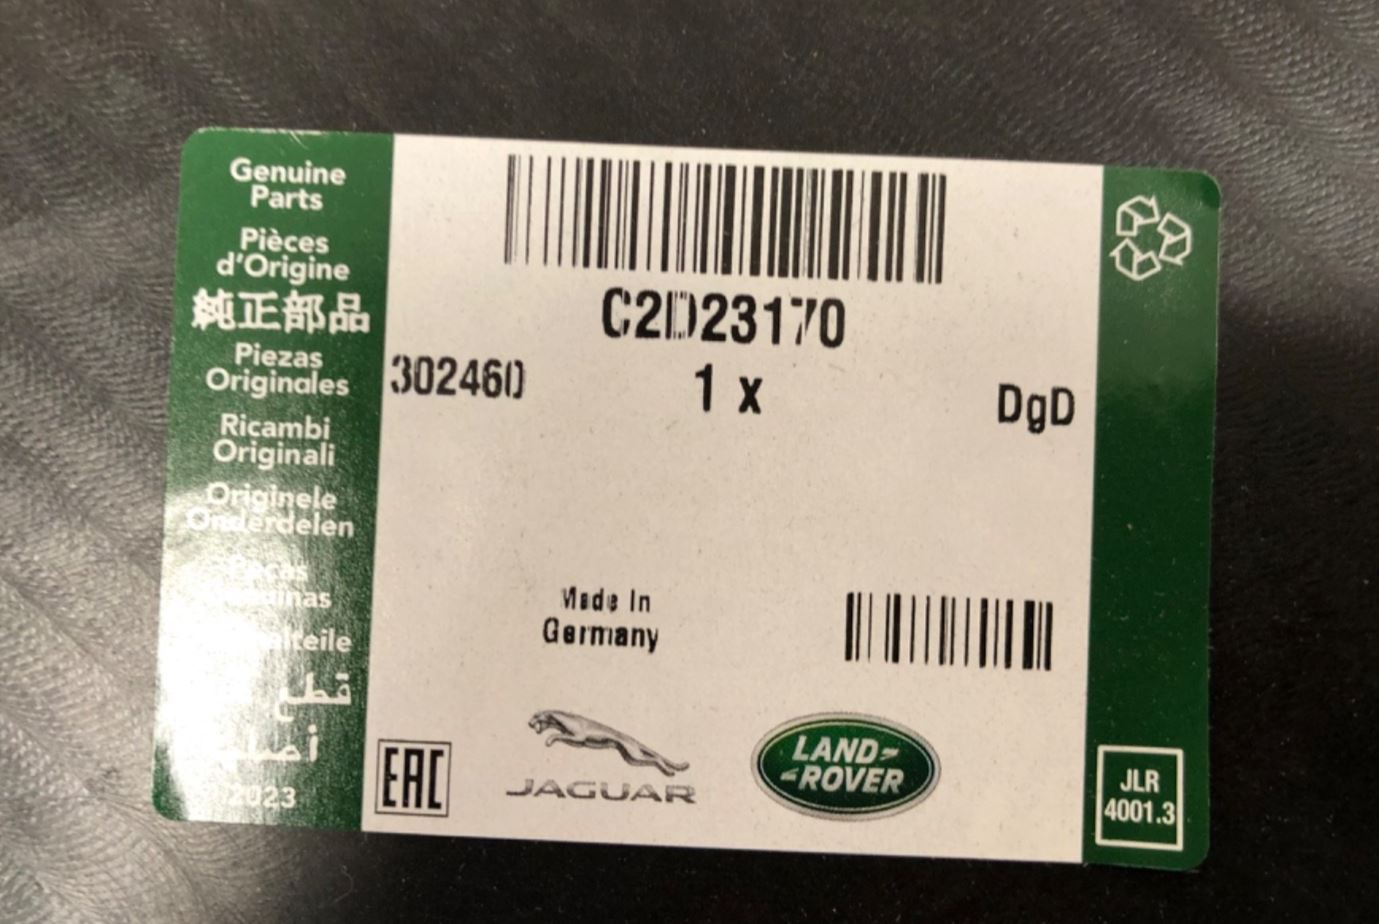 Genuine
Parts
Pièces
d'Origine
純正部品
Piezas
Originales
Ricambi
Originali
Originele
Onderdelen
قطع
2023
C2D23170
302460
1 x
DgD
Made In
Germany
EAC
JAGUAR
LAND-
-ROVER
JLR
4001.3